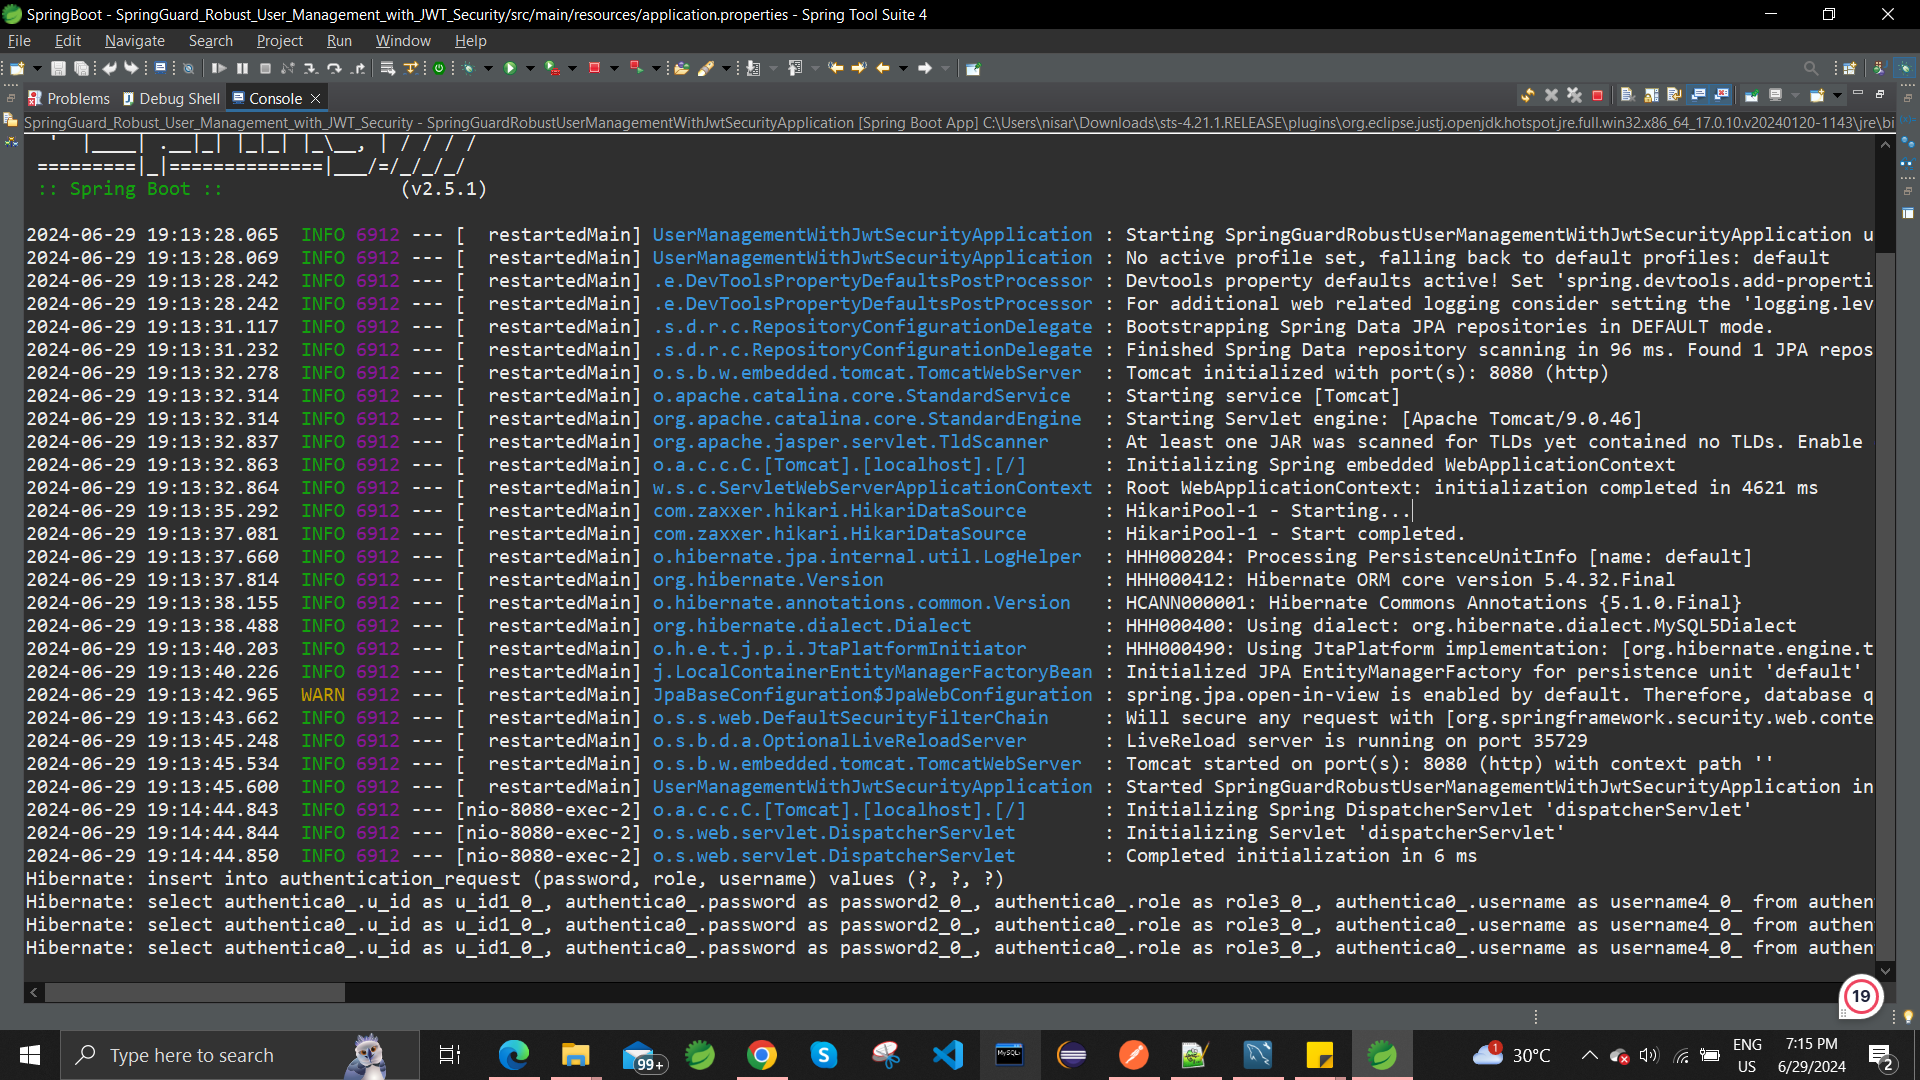 SpringBoot - SpringGuard_Robust_User_Management_with_JWT_Security/src/main/resources/application.properties - Spring Tool Suite 4
File Edit Navigate Search Project Run Window Help
Problems Debug Shell Console
SpringGuard_Robust_User_Management_with_JWT_Security - SpringGuardRobustUserManagementWithJwtSecurityApplication [Spring Boot App] C:\Users\nisar\Downloads\sts-4.21.1.RELEASE\plugins\org.eclipse.justj.openjdk.hotspot.jre.full.win32.x86_64_17.0.10.v20240120-1143\jre\bi
'  |____| .__|_| |_|_| |_\__, | / / / /
=========|_|==============|___/=/_/_/_/
:: Spring Boot ::                (v2.5.1)
2024-06-29 19:13:28.065  INFO 6912 --- [  restartedMain] UserManagementWithJwtSecurityApplication : Starting SpringGuardRobustUserManagementWithJwtSecurityApplication u
2024-06-29 19:13:28.069  INFO 6912 --- [  restartedMain] UserManagementWithJwtSecurityApplication : No active profile set, falling back to default profiles: default
2024-06-29 19:13:28.242  INFO 6912 --- [  restartedMain] .e.DevToolsPropertyDefaultsPostProcessor : Devtools property defaults active! Set 'spring.devtools.add-properti
2024-06-29 19:13:28.242  INFO 6912 --- [  restartedMain] .e.DevToolsPropertyDefaultsPostProcessor : For additional web related logging consider setting the 'logging.lev
2024-06-29 19:13:31.117  INFO 6912 --- [  restartedMain] .s.d.r.c.RepositoryConfigurationDelegate : Bootstrapping Spring Data JPA repositories in DEFAULT mode.
2024-06-29 19:13:31.232  INFO 6912 --- [  restartedMain] .s.d.r.c.RepositoryConfigurationDelegate : Finished Spring Data repository scanning in 96 ms. Found 1 JPA repos
2024-06-29 19:13:32.278  INFO 6912 --- [  restartedMain] o.s.b.w.embedded.tomcat.TomcatWebServer  : Tomcat initialized with port(s): 8080 (http)
2024-06-29 19:13:32.314  INFO 6912 --- [  restartedMain] o.apache.catalina.core.StandardService   : Starting service [Tomcat]
2024-06-29 19:13:32.314  INFO 6912 --- [  restartedMain] org.apache.catalina.core.StandardEngine  : Starting Servlet engine: [Apache Tomcat/9.0.46]
2024-06-29 19:13:32.837  INFO 6912 --- [  restartedMain] org.apache.jasper.servlet.TldScanner     : At least one JAR was scanned for TLDs yet contained no TLDs. Enable
2024-06-29 19:13:32.863  INFO 6912 --- [  restartedMain] o.a.c.c.C.[Tomcat].[localhost].[/]       : Initializing Spring embedded WebApplicationContext
2024-06-29 19:13:32.864  INFO 6912 --- [  restartedMain] w.s.c.ServletWebServerApplicationContext : Root WebApplicationContext: initialization completed in 4621 ms
2024-06-29 19:13:35.292  INFO 6912 --- [  restartedMain] com.zaxxer.hikari.HikariDataSource       : HikariPool-1 - Starting...
2024-06-29 19:13:37.081  INFO 6912 --- [  restartedMain] com.zaxxer.hikari.HikariDataSource       : HikariPool-1 - Start completed.
2024-06-29 19:13:37.660  INFO 6912 --- [  restartedMain] o.hibernate.jpa.internal.util.LogHelper  : HHH000204: Processing PersistenceUnitInfo [name: default]
2024-06-29 19:13:37.814  INFO 6912 --- [  restartedMain] org.hibernate.Version                    : HHH000412: Hibernate ORM core version 5.4.32.Final
2024-06-29 19:13:38.155  INFO 6912 --- [  restartedMain] o.hibernate.annotations.common.Version   : HCANN000001: Hibernate Commons Annotations {5.1.0.Final}
2024-06-29 19:13:38.488  INFO 6912 --- [  restartedMain] org.hibernate.dialect.Dialect            : HHH000400: Using dialect: org.hibernate.dialect.MySQL5Dialect
2024-06-29 19:13:40.203  INFO 6912 --- [  restartedMain] o.h.e.t.j.p.i.JtaPlatformInitiator       : HHH000490: Using JtaPlatform implementation: [org.hibernate.engine.t
2024-06-29 19:13:40.226  INFO 6912 --- [  restartedMain] j.LocalContainerEntityManagerFactoryBean : Initialized JPA EntityManagerFactory for persistence unit 'default'
2024-06-29 19:13:42.965  WARN 6912 --- [  restartedMain] JpaBaseConfiguration$JpaWebConfiguration : spring.jpa.open-in-view is enabled by default. Therefore, database q
2024-06-29 19:13:43.662  INFO 6912 --- [  restartedMain] o.s.s.web.DefaultSecurityFilterChain     : Will secure any request with [org.springframework.security.web.conte
2024-06-29 19:13:45.248  INFO 6912 --- [  restartedMain] o.s.b.d.a.OptionalLiveReloadServer       : LiveReload server is running on port 35729
2024-06-29 19:13:45.534  INFO 6912 --- [  restartedMain] o.s.b.w.embedded.tomcat.TomcatWebServer  : Tomcat started on port(s): 8080 (http) with context path ''
2024-06-29 19:13:45.600  INFO 6912 --- [  restartedMain] UserManagementWithJwtSecurityApplication : Started SpringGuardRobustUserManagementWithJwtSecurityApplication in
2024-06-29 19:14:44.843  INFO 6912 --- [nio-8080-exec-2] o.a.c.c.C.[Tomcat].[localhost].[/]       : Initializing Spring DispatcherServlet 'dispatcherServlet'
2024-06-29 19:14:44.844  INFO 6912 --- [nio-8080-exec-2] o.s.web.servlet.DispatcherServlet        : Initializing Servlet 'dispatcherServlet'
2024-06-29 19:14:44.850  INFO 6912 --- [nio-8080-exec-2] o.s.web.servlet.DispatcherServlet        : Completed initialization in 6 ms
Hibernate: insert into authentication_request (password, role, username) values (?, ?, ?)
Hibernate: select authentica0_.u_id as u_id1_0_, authentica0_.password as password2_0_, authentica0_.role as role3_0_, authentica0_.username as username4_0_ from authen
Hibernate: select authentica0_.u_id as u_id1_0_, authentica0_.password as password2_0_, authentica0_.role as role3_0_, authentica0_.username as username4_0_ from authen
Hibernate: select authentica0_.u_id as u_id1_0_, authentica0_.password as password2_0_, authentica0_.role as role3_0_, authentica0_.username as username4_0_ from authen
19
Type here to search
99+
MySQL
1
30°C
ENG
US
7:15 PM
6/29/2024
2